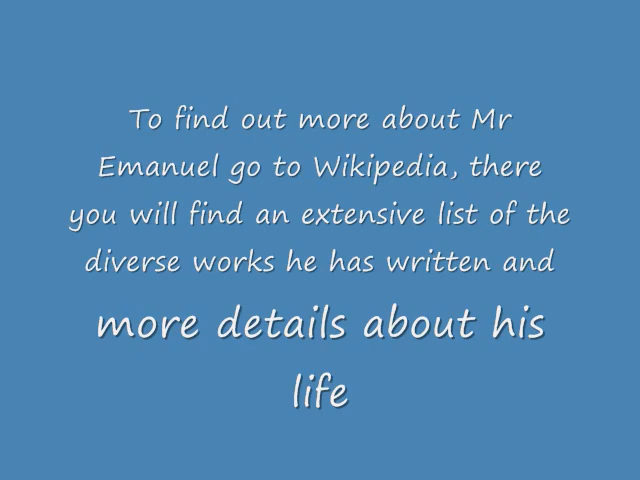 To find out more about Mr
Emanuel go to Wikipedia, there
you will find an extensive list of the
diverse works he has written and
more details about his
life